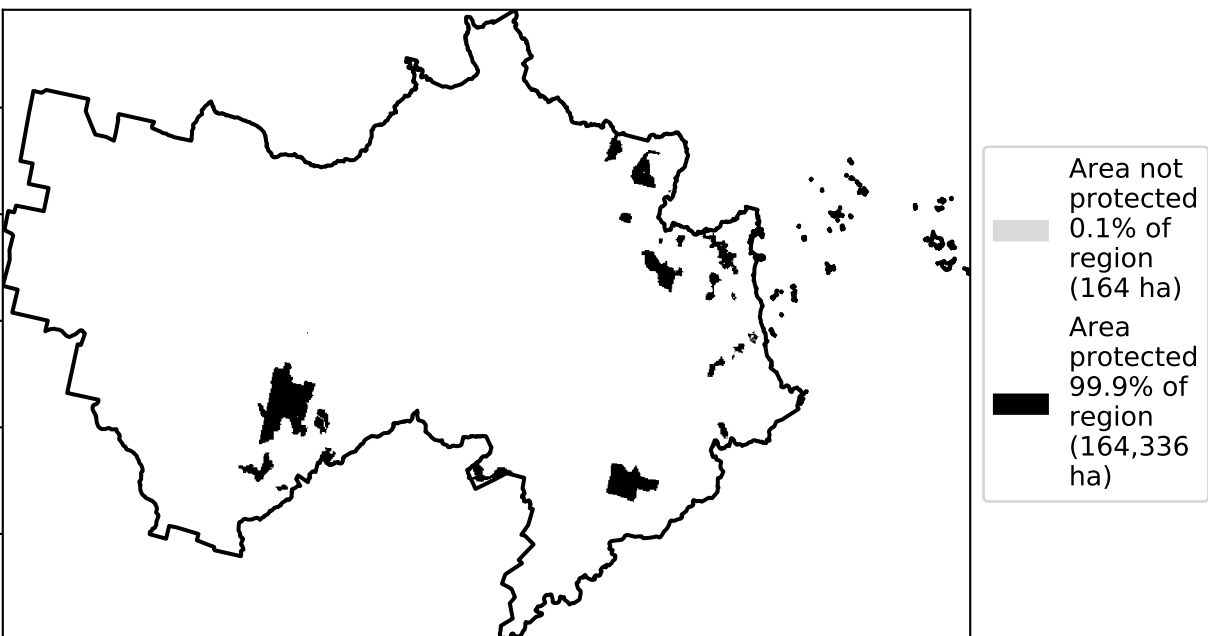 Area not
protected
0.1% of
region
(164 ha)
Area
protected
99.9% of
region
(164,336
ha)